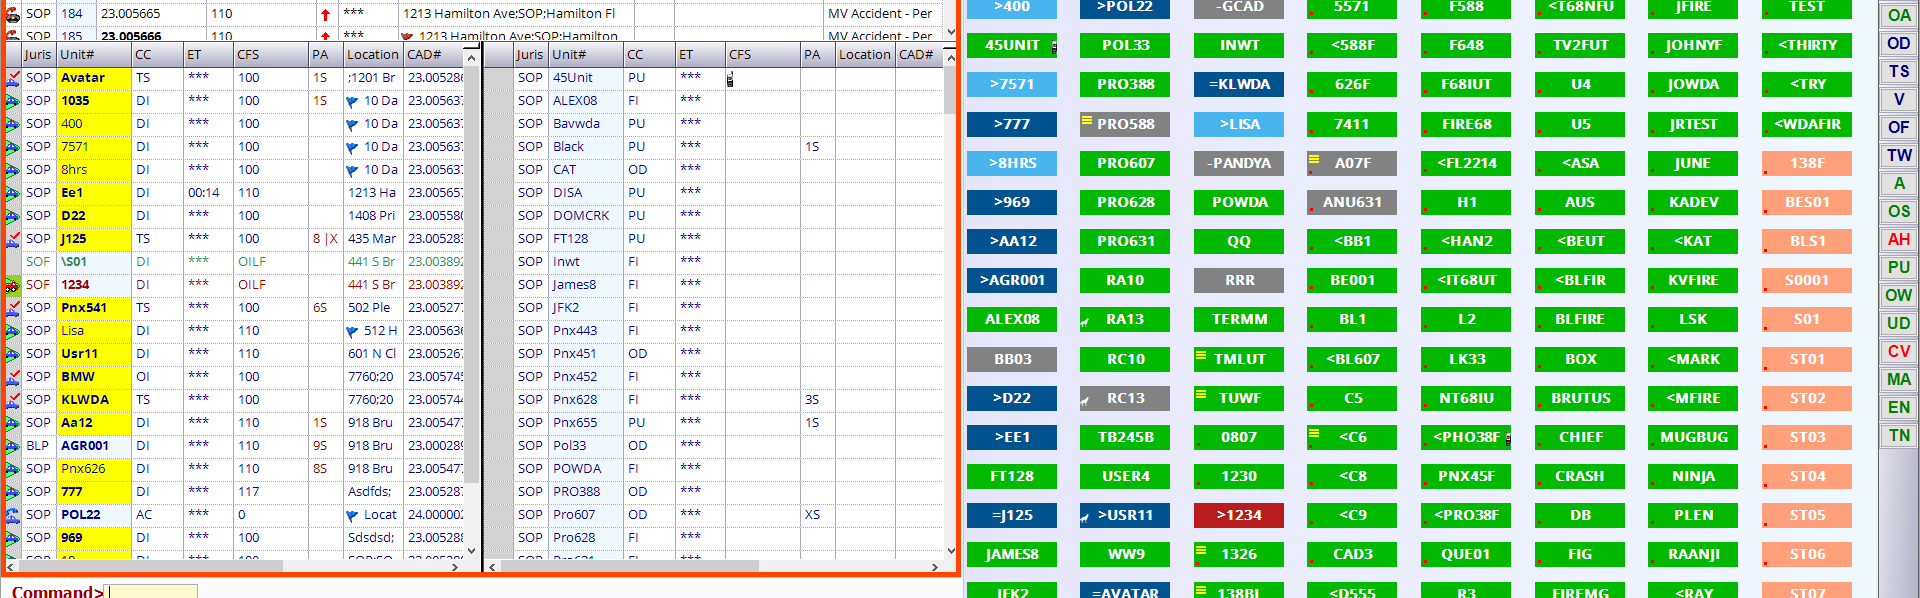 SOP 184 23.005665 110 *** 1213 Hamilton Ave;SOP;Hamilton Fl MV Accident - Per
SOP 185 23.005666 110 *** 1213 Hamilton Ave;SOP;Hamilton MV Accident - Per
Juris Unit# CC ET CFS PA Location CAD#
SOP Avatar TS *** 100 1S ;1201 Br 23.00528
SOP 1035 DI *** 100 1S 10 Da 23.005637
SOP 400 DI *** 100 10 Da 23.005637
SOP 7571 DI *** 100 10 Da 23.005637
SOP 8hrs DI *** 100 10 Da 23.005637
SOP Ee1 DI 00:14 110 1213 Ha 23.005657
SOP D22 DI *** 100 1408 Pri 23.005580
SOP J125 TS *** 100 8 |X 435 Mar 23.005283
SOF \S01 DI *** OILF 441 S Br 23.003892
SOF 1234 DI *** OILF 441 S Br 23.003892
SOP Pnx541 TS *** 100 6S 502 Ple 23.005277
SOP Lisa DI *** 110 512 H 23.005636
SOP Usr11 DI *** 110 601 N Cl 23.005267
SOP BMW OI *** 100 7760;20 23.005745
SOP KLWDA TS *** 100 7760;20 23.005744
SOP Aa12 DI *** 110 1S 918 Bru 23.005477
BLP AGR001 DI *** 110 9S 918 Bru 23.000289
SOP Pnx626 DI *** 110 8S 918 Bru 23.005477
SOP 777 DI *** 117 Asdfds; 23.005287
SOP POL22 AC *** 0 Locat 24.000002
SOP 969 DI *** 100 Sdsdsd; 23.005288
Juris Unit# CC ET CFS PA Location CAD#
SOP 45Unit PU ***
SOP ALEX08 FI ***
SOP Bavwda PU ***
SOP Black PU *** 1S
SOP CAT OD ***
SOP DISA PU ***
SOP DOMCRK PU ***
SOP FT128 PU ***
SOP Inwt FI ***
SOP James8 FI ***
SOP JFK2 FI ***
SOP Pnx443 FI ***
SOP Pnx451 OD ***
SOP Pnx452 FI ***
SOP Pnx628 FI *** 3S
SOP Pnx655 PU *** 1S
SOP Pol33 OD ***
SOP POWDA FI ***
SOP PRO388 OD ***
SOP Pro607 OD *** XS
SOP Pro628 FI ***
Command>
>400 >POL22 -GCAD 5571 F588 <T68NFU JFIRE TEST
45UNIT POL33 INWT <588F F648 TV2FUT JOHNYF <THIRTY
>7571 PRO388 =KLWDA 626F F68IUT U4 JOWDA <TRY
>777 PRO588 >LISA 7411 FIRE68 U5 JRTEST <WDAFIR
>8HRS PRO607 -PANDYA A07F <FL2214 <ASA JUNE 138F
>969 PRO628 POWDA ANU631 H1 AUS KADEV BES01
>AA12 PRO631 QQ <BB1 <HAN2 <BEUT <KAT BLS1
>AGR001 RA10 RRR BE001 <IT68UT <BLFIR KVFIRE S0001
ALEX08 RA13 TERMM BL1 L2 BLFIRE LSK S01
BB03 RC10 TMLUT <BL607 LK33 BOX <MARK ST01
>D22 RC13 TUWF C5 NT68IU BRUTUS <MFIRE ST02
>EE1 TB245B 0807 <C6 <PHO38F CHIEF MUGBUG ST03
FT128 USER4 1230 <C8 PNX45F CRASH NINJA ST04
=J125 >USR11 >1234 <C9 <PRO38F DB PLEN ST05
JAMES8 WW9 1326 CAD3 QUE01 FIG RAANJI ST06
JFK2 =AVATAR 138BL <D555 R3 FIREMG <RAY ST07
OA
OD
TS
V
OF
TW
A
OS
AH
PU
OW
UD
CV
MA
EN
TN